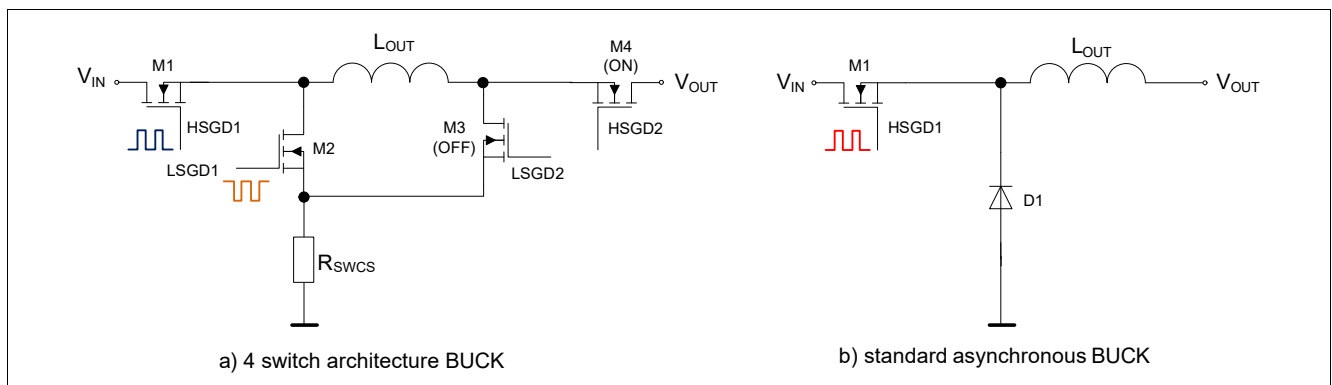 LOUT
M1
M4
(ON)
VIN
VOUT
HSGD1
HSGD2
M2
M3
(OFF)
LSGD1
LSGD2
RSWCS
a) 4 switch architecture BUCK
LOUT
M1
VIN
VOUT
HSGD1
D1
b) standard asynchronous BUCK